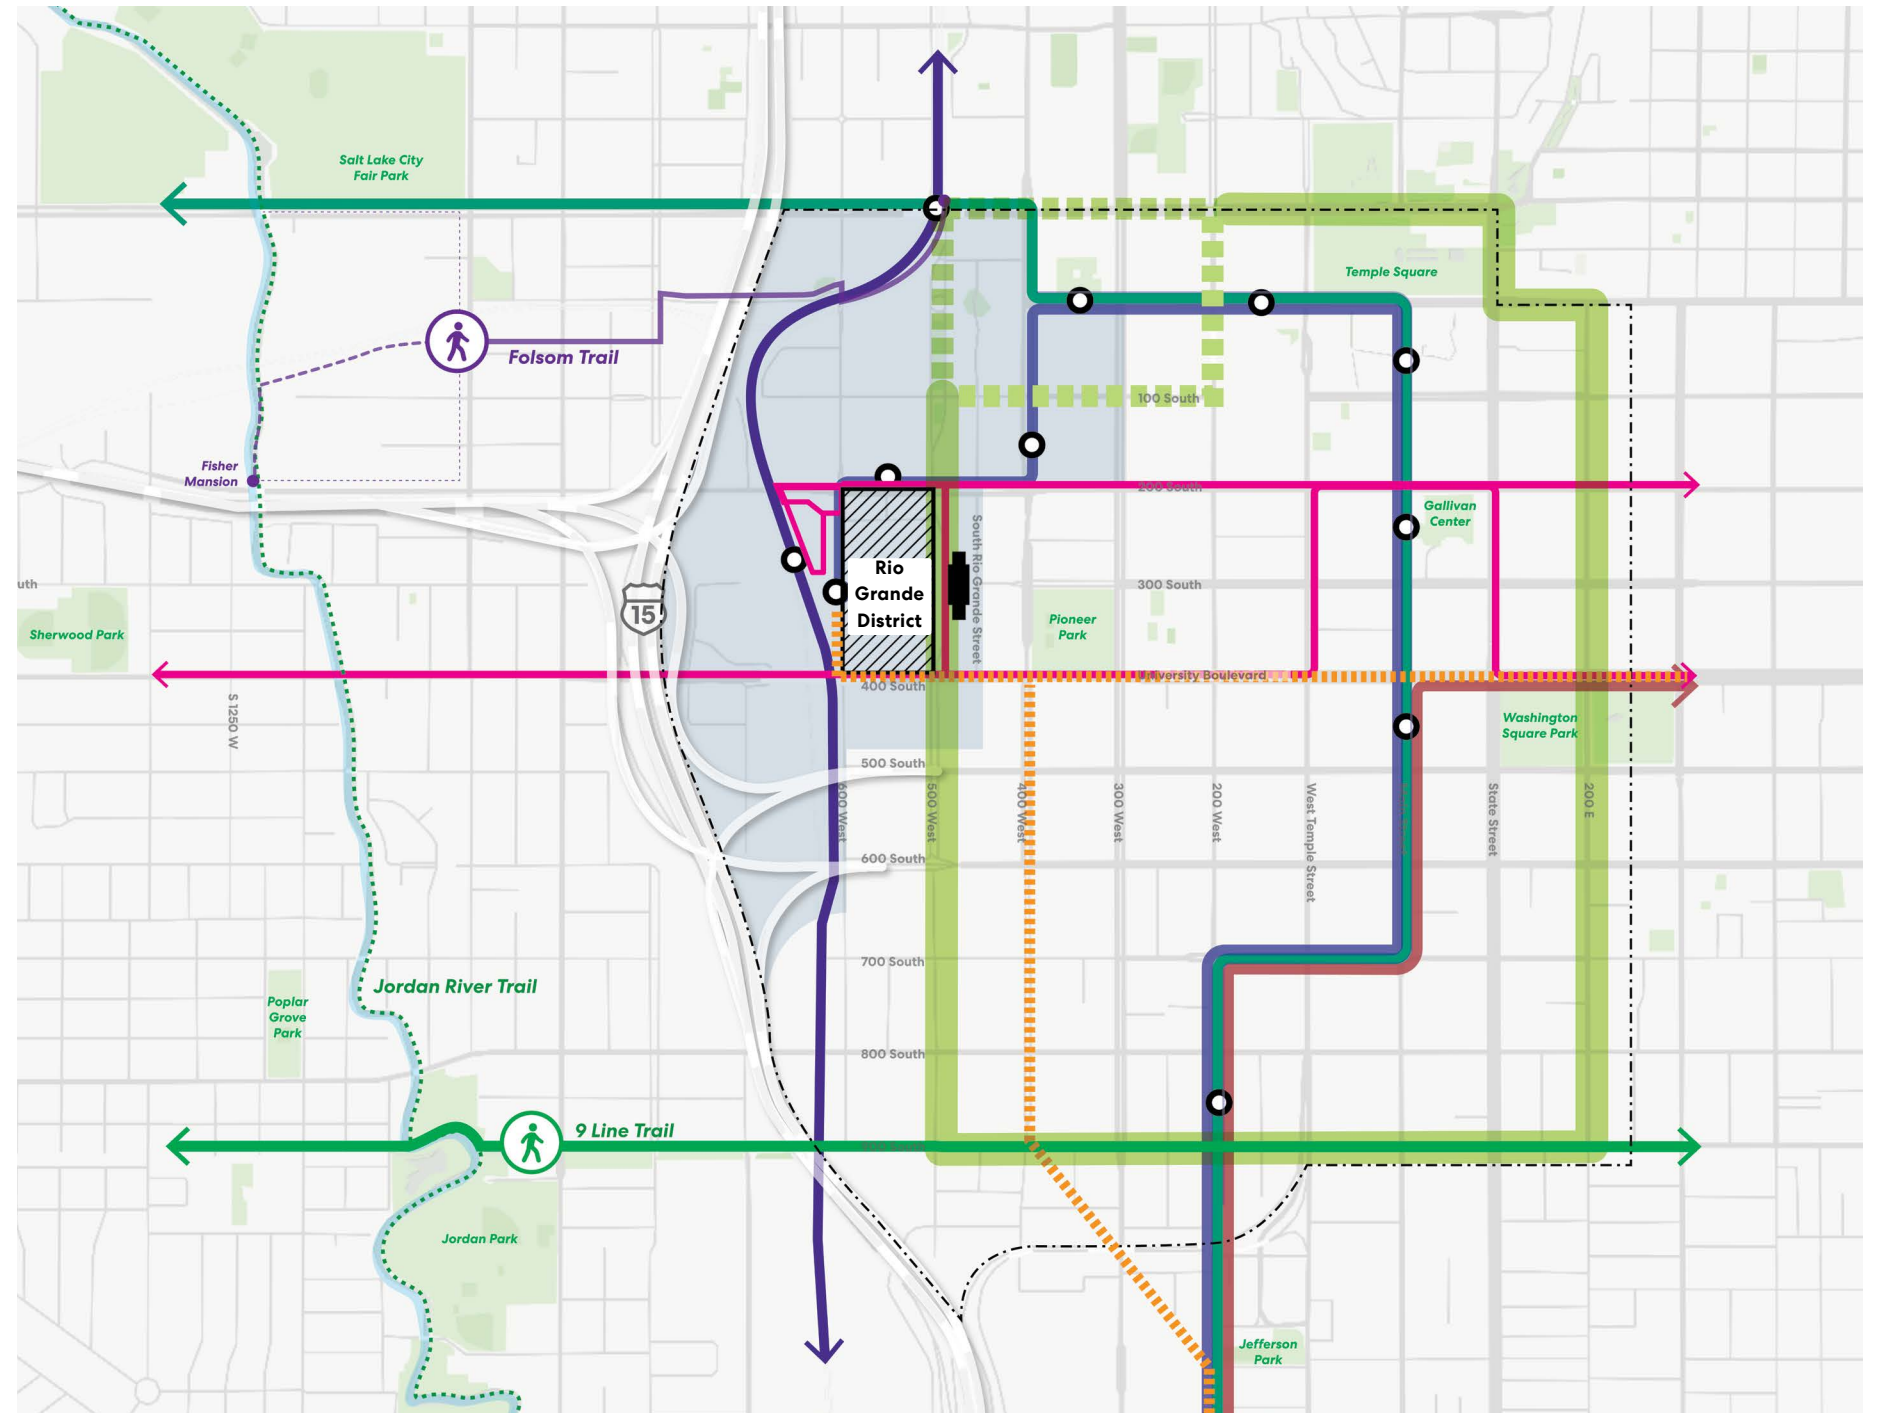 Salt Lake City
Fair Park
Temple Square
Folsom Trail
100 South
Fisher
Mansion
200 South
Gallivan
Center
South Rio Grande Street
uth
300 South
15
Rio
Grande
District
Sherwood Park
Pioneer
Park
University Boulevard
400 South
S 1250 W
Washington
Square Park
500 South
600 West
500 West
400 West
300 West
200 West
West Temple Street
State Street
200 E
600 South
700 South
Jordan River Trail
Poplar
Grove
Park
800 South
9 Line Trail
Jordan Park
Jefferson
Park